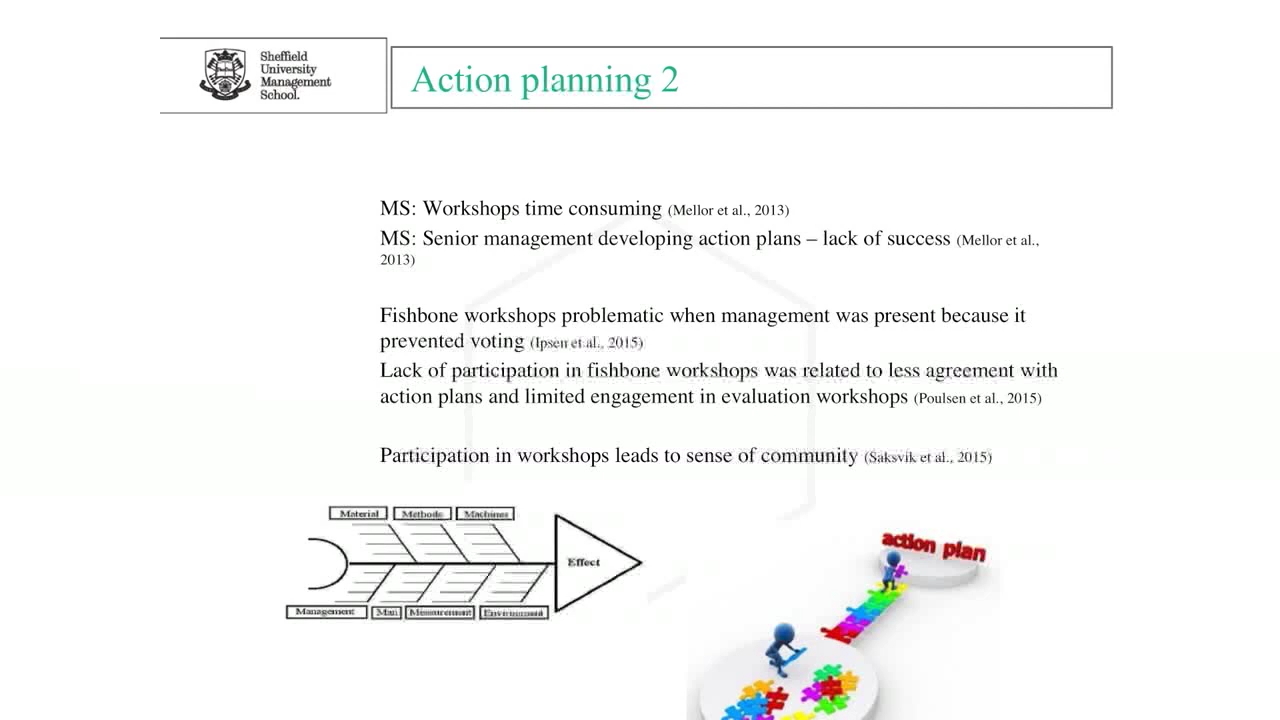 Sheffield
University
Management
School.
Action planning 2
MS: Workshops time consuming (Mellor et al., 2013)
MS: Senior management developing action plans – lack of success (Mellor et al.,
2013)
Fishbone workshops problematic when management was present because it
prevented voting (Ipsen et al., 2015)
Lack of participation in fishbone workshops was related to less agreement with
action plans and limited engagement in evaluation workshops (Poulsen et al., 2015)
Participation in workshops leads to sense of community (Saksvik et al., 2015)
Material Methods Machines
Effect
Management Man Measurement Environment
action plan